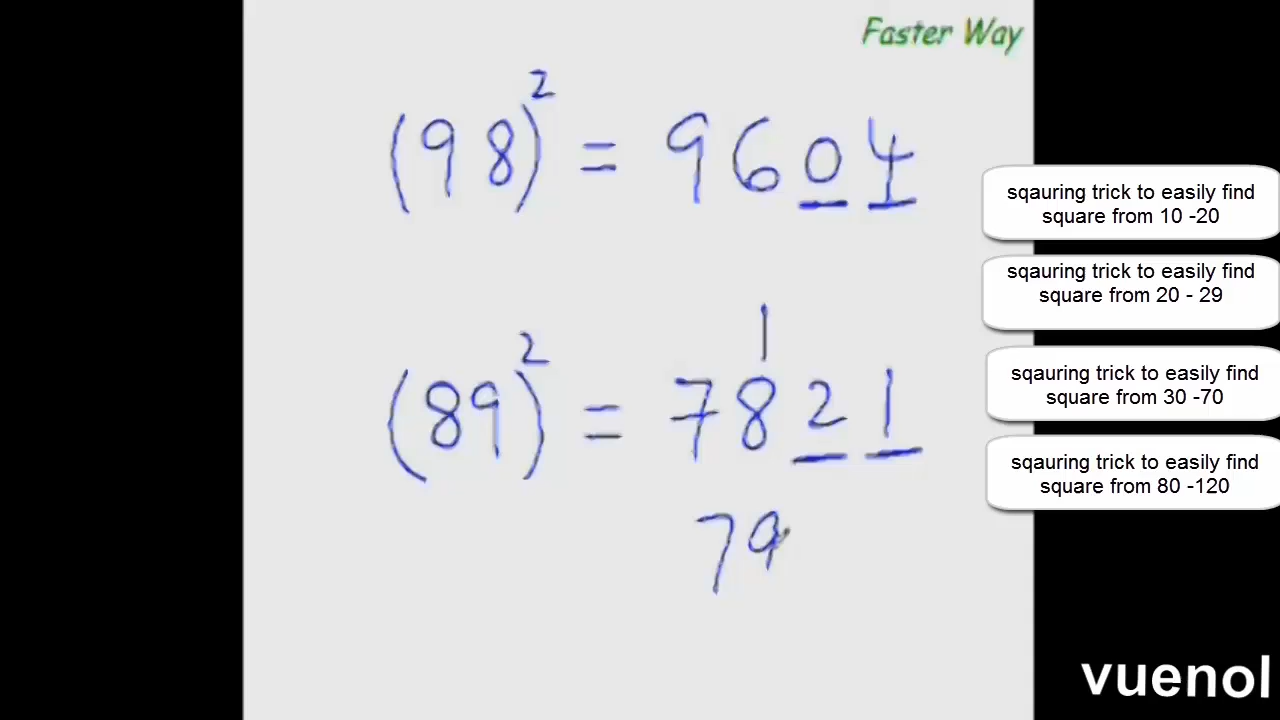 Faster Way
(98)² = 9604
1
(89)² = 7821
79
sqauring trick to easily find
square from 10 -20
sqauring trick to easily find
square from 20 - 29
sqauring trick to easily find
square from 30 -70
sqauring trick to easily find
square from 80 -120
vuenol